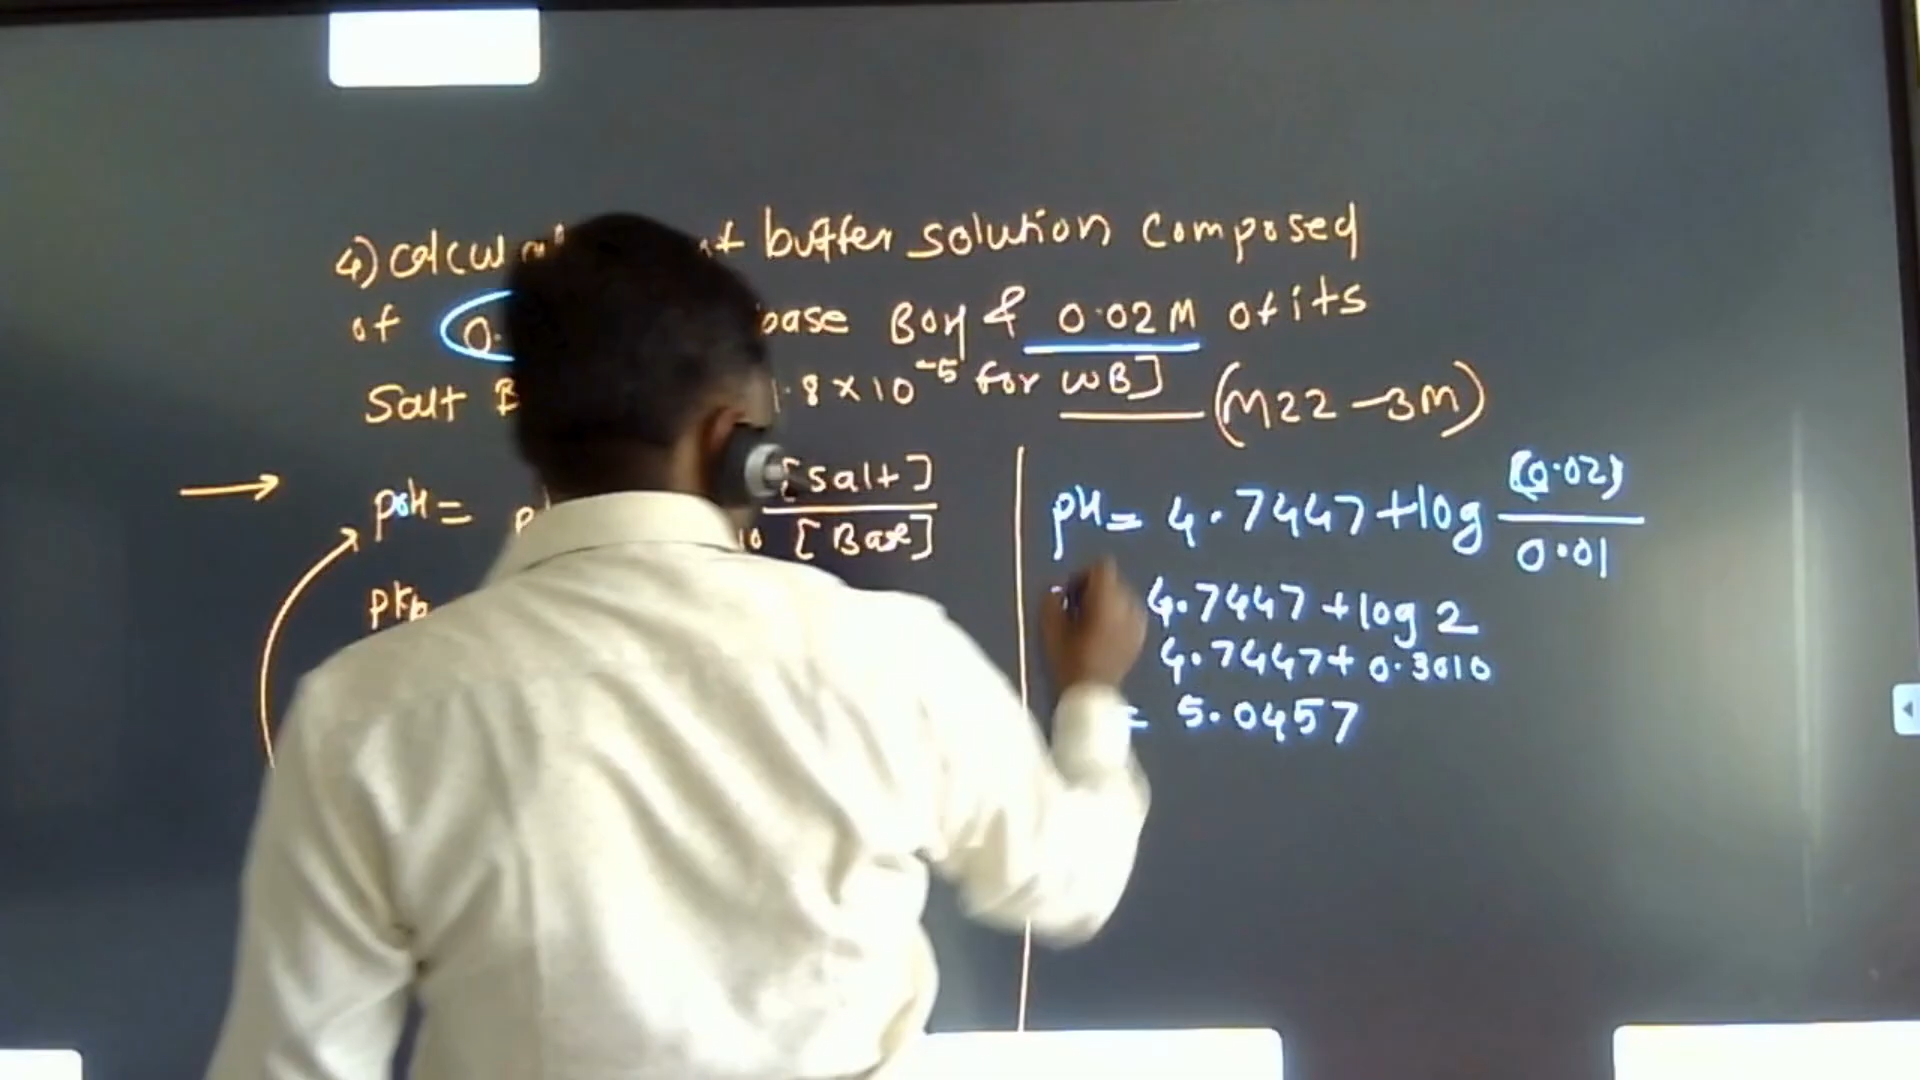 4) Calcu buffer solution composed
of 0. base BOH & 0.02M of its
Salt B 1.8 × 10⁻⁵ for WB] (M22 - 3M)
pOH = [salt]
10 [Base]
pKb
pH = 4.7447 + log (0.02)
0.01
4.7447 + log 2
4.7447 + 0.3010
= 5.0457